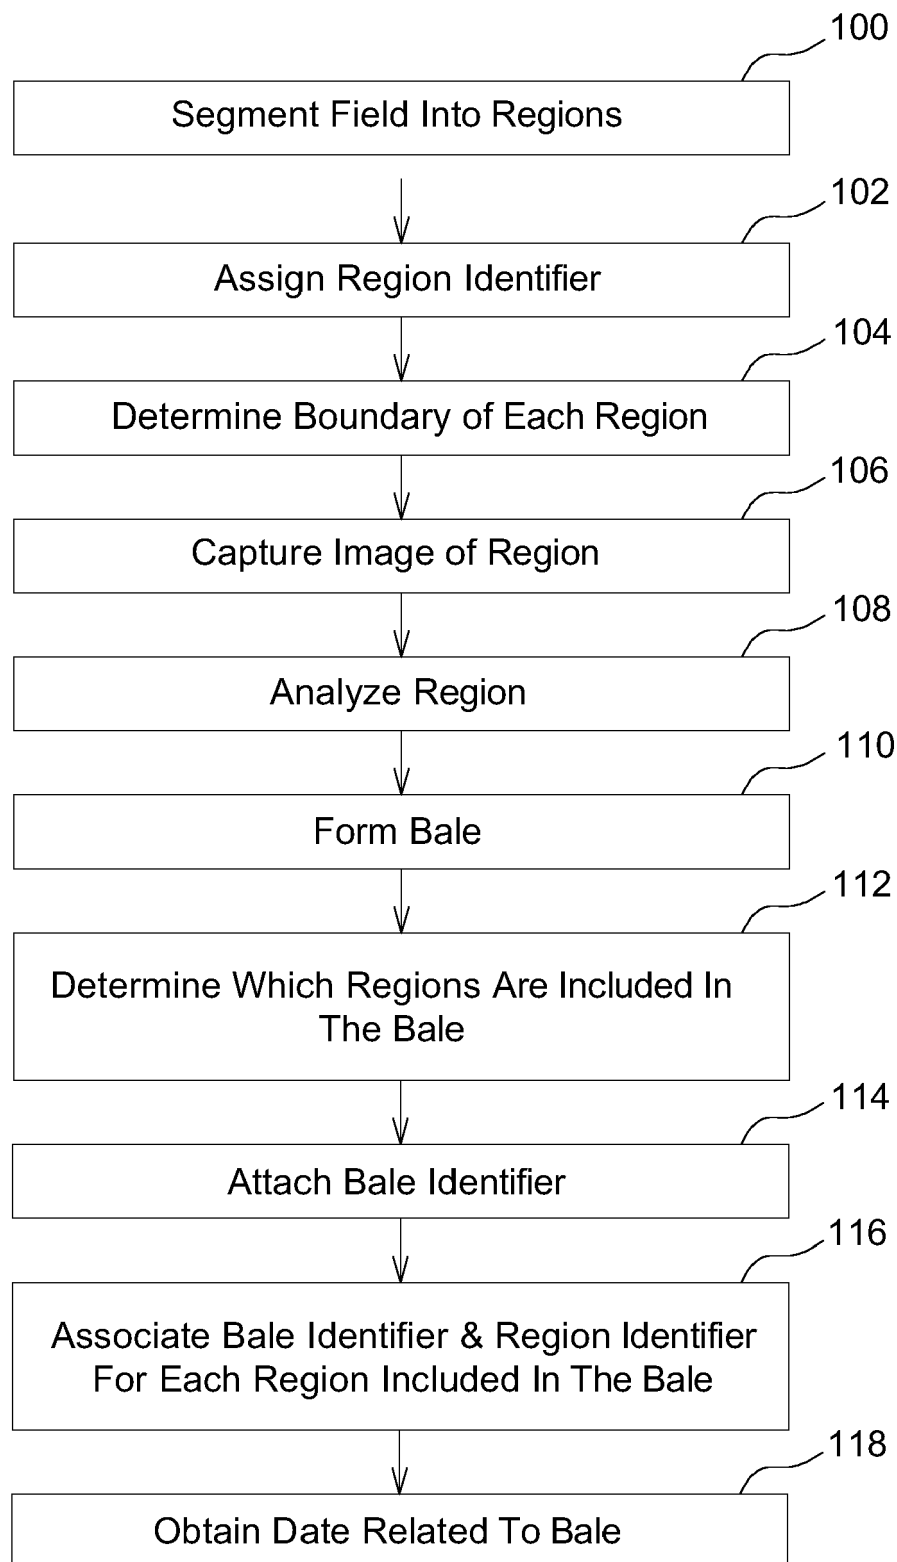 100
Segment Field Into Regions
102
Assign Region Identifier
104
Determine Boundary of Each Region
106
Capture Image of Region
108
Analyze Region
110
Form Bale
112
Determine Which Regions Are Included In
The Bale
114
Attach Bale Identifier
116
Associate Bale Identifier & Region Identifier
For Each Region Included In The Bale
118
Obtain Date Related To Bale